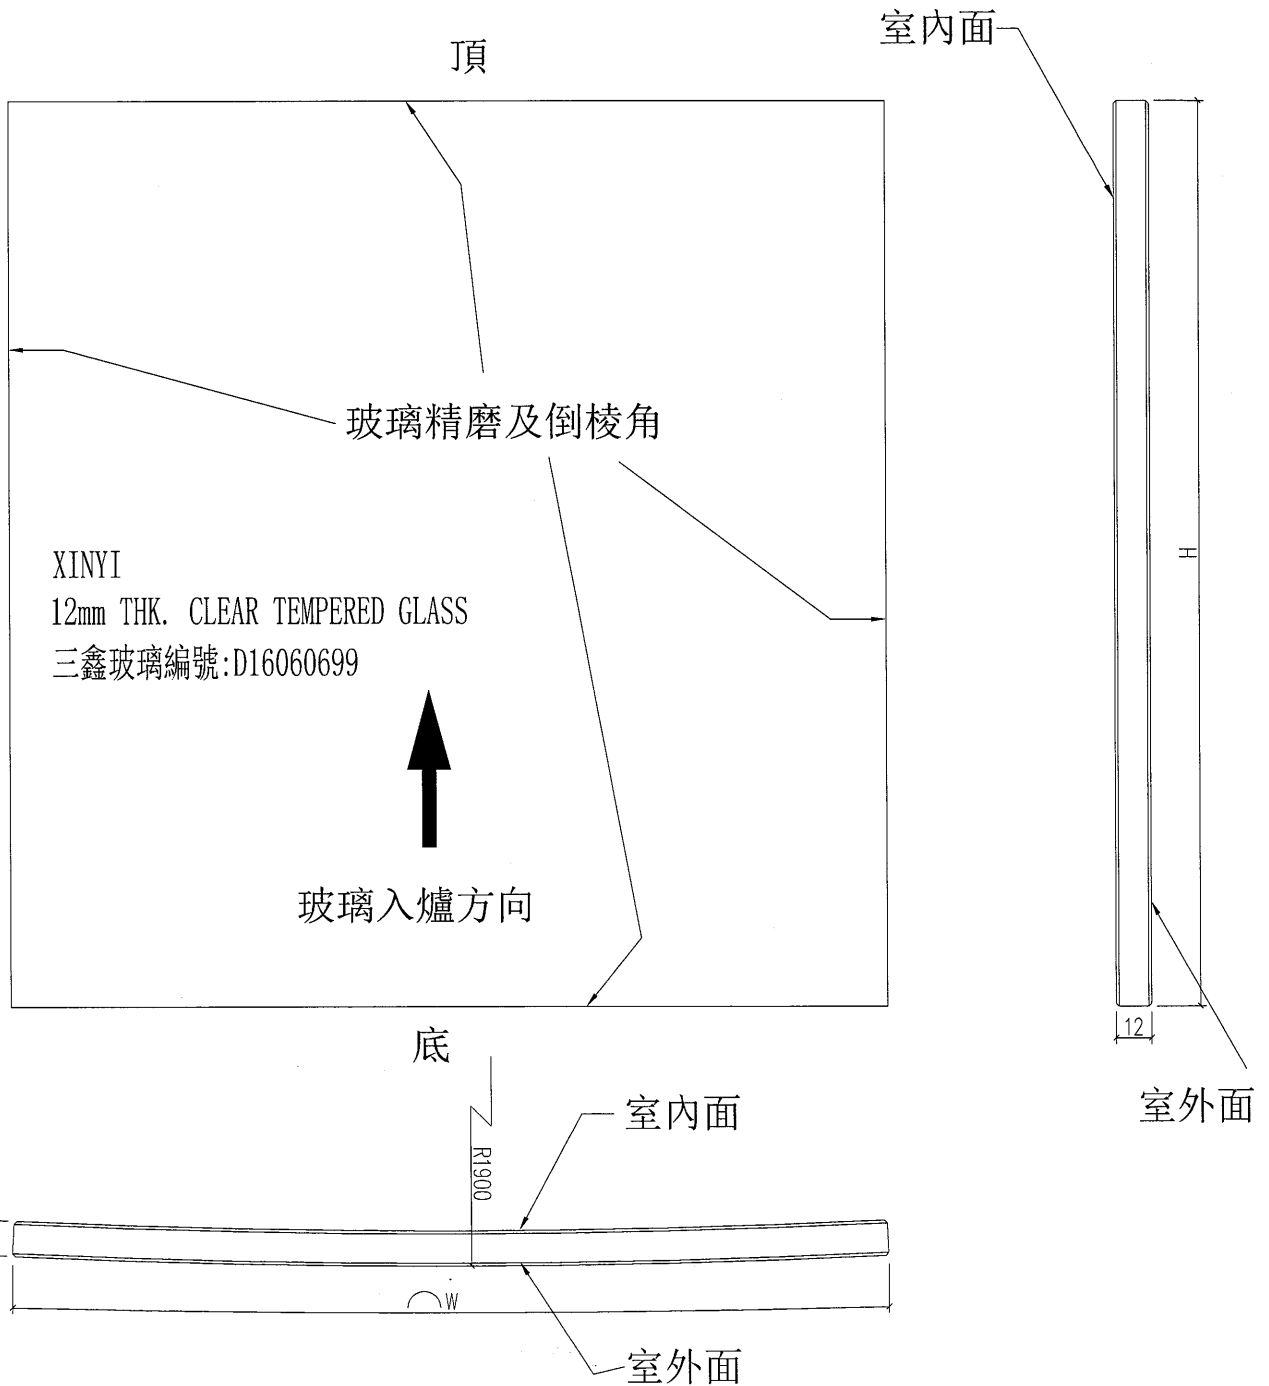 室內面
頂
玻璃精磨及倒棱角
H
XINYI
12mm THK. CLEAR TEMPERED GLASS
三鑫玻璃編號:D16060699
玻璃入爐方向
12
底
室外面
室內面
R1900
⌒W
室外面